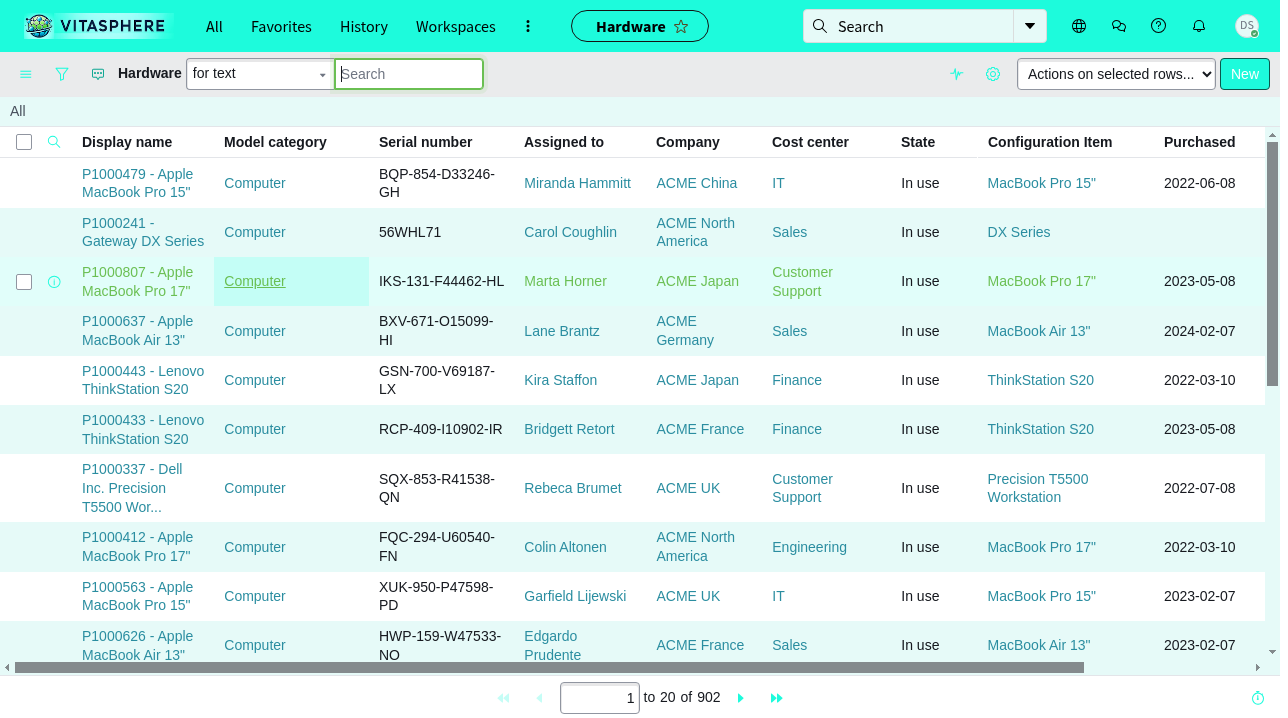 VITASPHERE All Favorites History Workspaces Hardware Search DS
Hardware for text Search Actions on selected rows... New
All
Display name Model category Serial number Assigned to Company Cost center State Configuration Item Purchased
P1000479 - Apple MacBook Pro 15" Computer BQP-854-D33246-GH Miranda Hammitt ACME China IT In use MacBook Pro 15" 2022-06-08
P1000241 - Gateway DX Series Computer 56WHL71 Carol Coughlin ACME North America Sales In use DX Series
P1000807 - Apple MacBook Pro 17" Computer IKS-131-F44462-HL Marta Horner ACME Japan Customer Support In use MacBook Pro 17" 2023-05-08
P1000637 - Apple MacBook Air 13" Computer BXV-671-O15099-HI Lane Brantz ACME Germany Sales In use MacBook Air 13" 2024-02-07
P1000443 - Lenovo ThinkStation S20 Computer GSN-700-V69187-LX Kira Staffon ACME Japan Finance In use ThinkStation S20 2022-03-10
P1000433 - Lenovo ThinkStation S20 Computer RCP-409-I10902-IR Bridgett Retort ACME France Finance In use ThinkStation S20 2023-05-08
P1000337 - Dell Inc. Precision T5500 Wor... Computer SQX-853-R41538-QN Rebeca Brumet ACME UK Customer Support In use Precision T5500 Workstation 2022-07-08
P1000412 - Apple MacBook Pro 17" Computer FQC-294-U60540-FN Colin Altonen ACME North America Engineering In use MacBook Pro 17" 2022-03-10
P1000563 - Apple MacBook Pro 15" Computer XUK-950-P47598-PD Garfield Lijewski ACME UK IT In use MacBook Pro 15" 2023-02-07
P1000626 - Apple MacBook Air 13" Computer HWP-159-W47533-NO Edgardo Prudente ACME France Sales In use MacBook Air 13" 2023-02-07
1 to 20 of 902